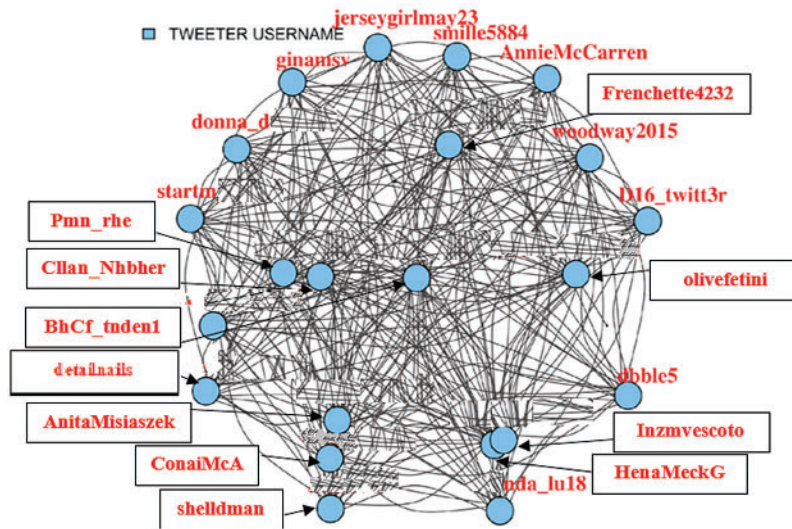 jerseygirlmay23
TWEETER USERNAME
smille5884
ginamsv
AnnieMcCarren
Frenchette4232
donna_d
woodway2015
startm
D16_twitt3r
Pmn_rhe
Cllan_Nhbher
olivefetini
BhCf_tnden1
detailnails
dbble5
AnitaMisiaszek
Inzmvescoto
ConaiMcA
HenaMeckG
nda_lu18
shelldman